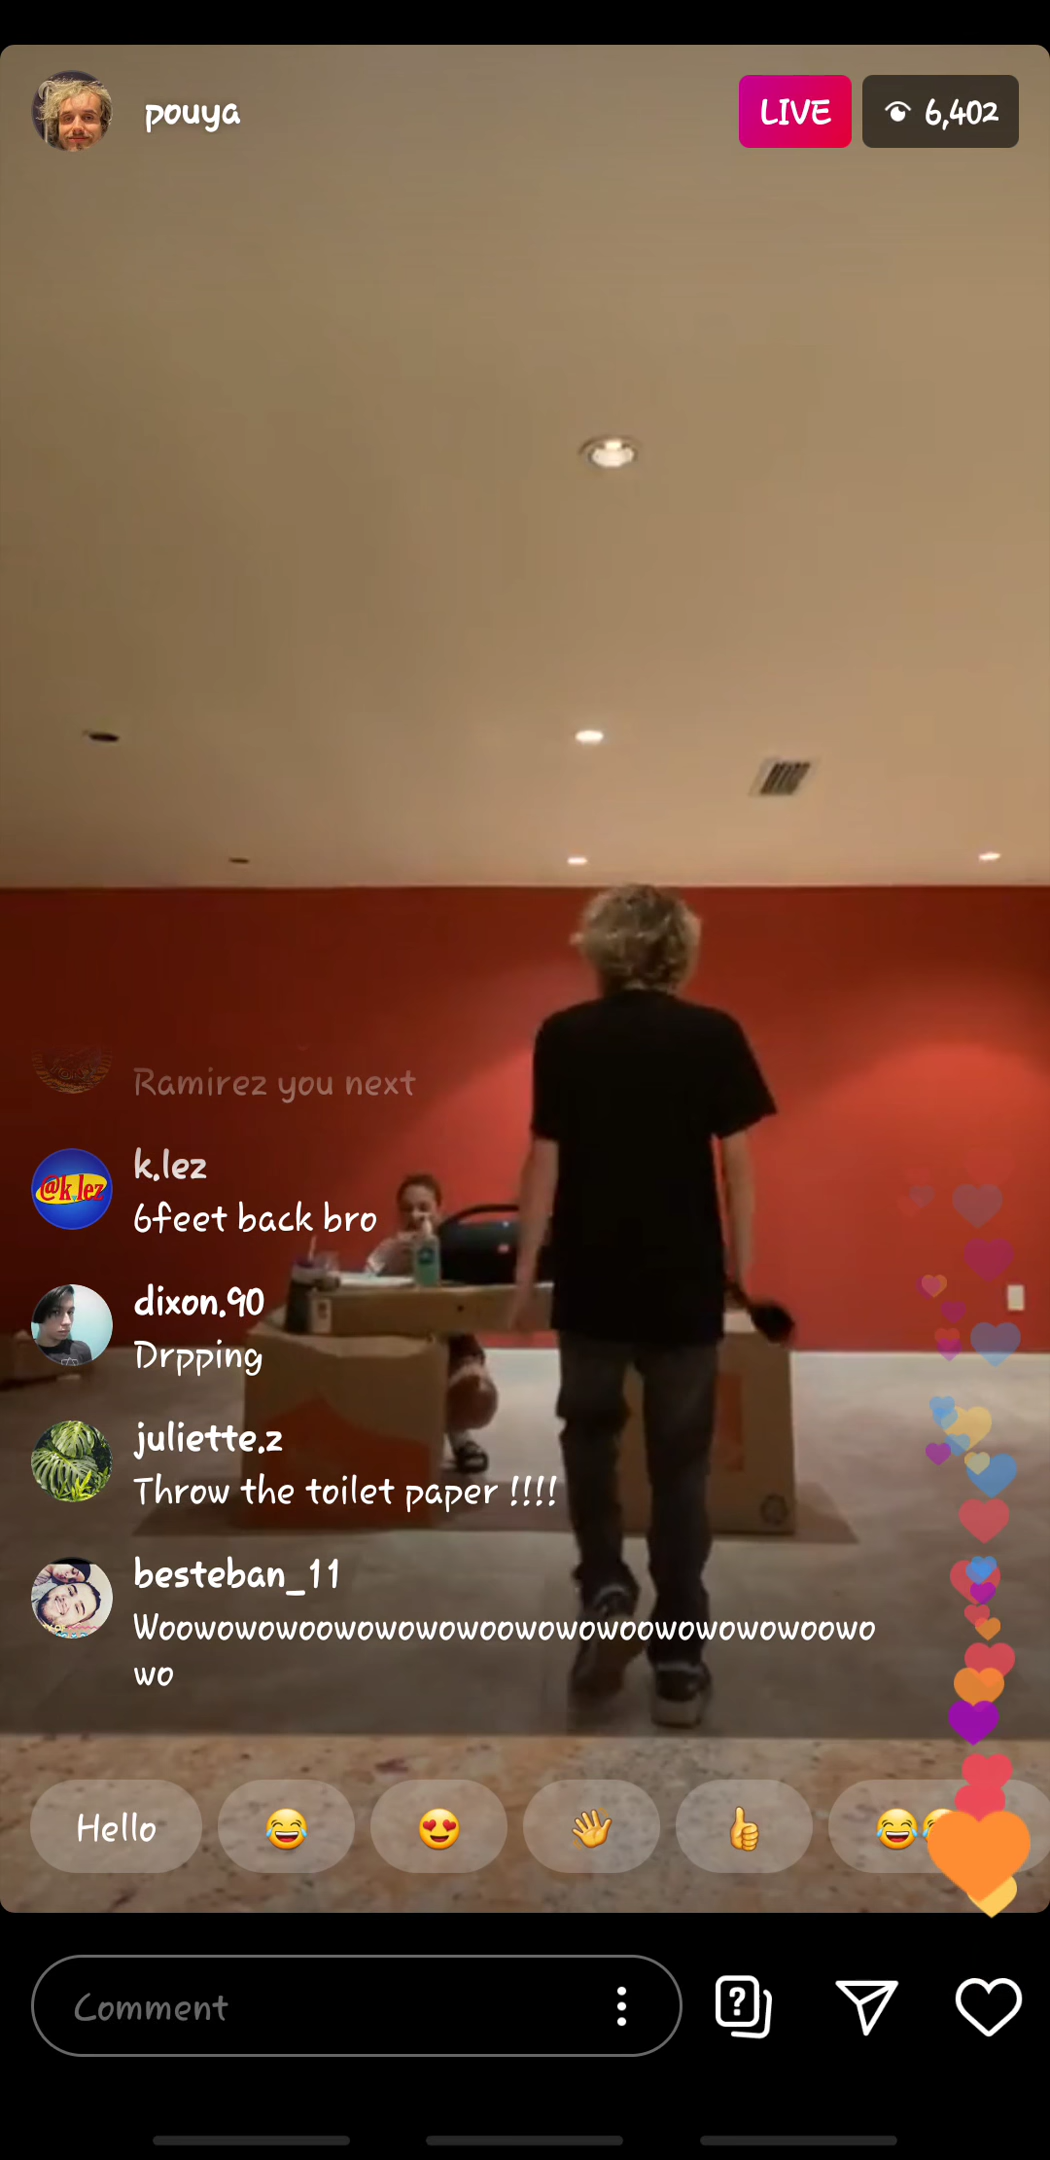 pouya
LIVE
6,402
Ramirez you next
k.lez
@k.lez
6feet back bro
dixon.90
Drpping
juliette.z
Throw the toilet paper !!!!
besteban_11
Woowowowoowowowowoowowowoowowowowoowo
wo
Hello
Comment
?